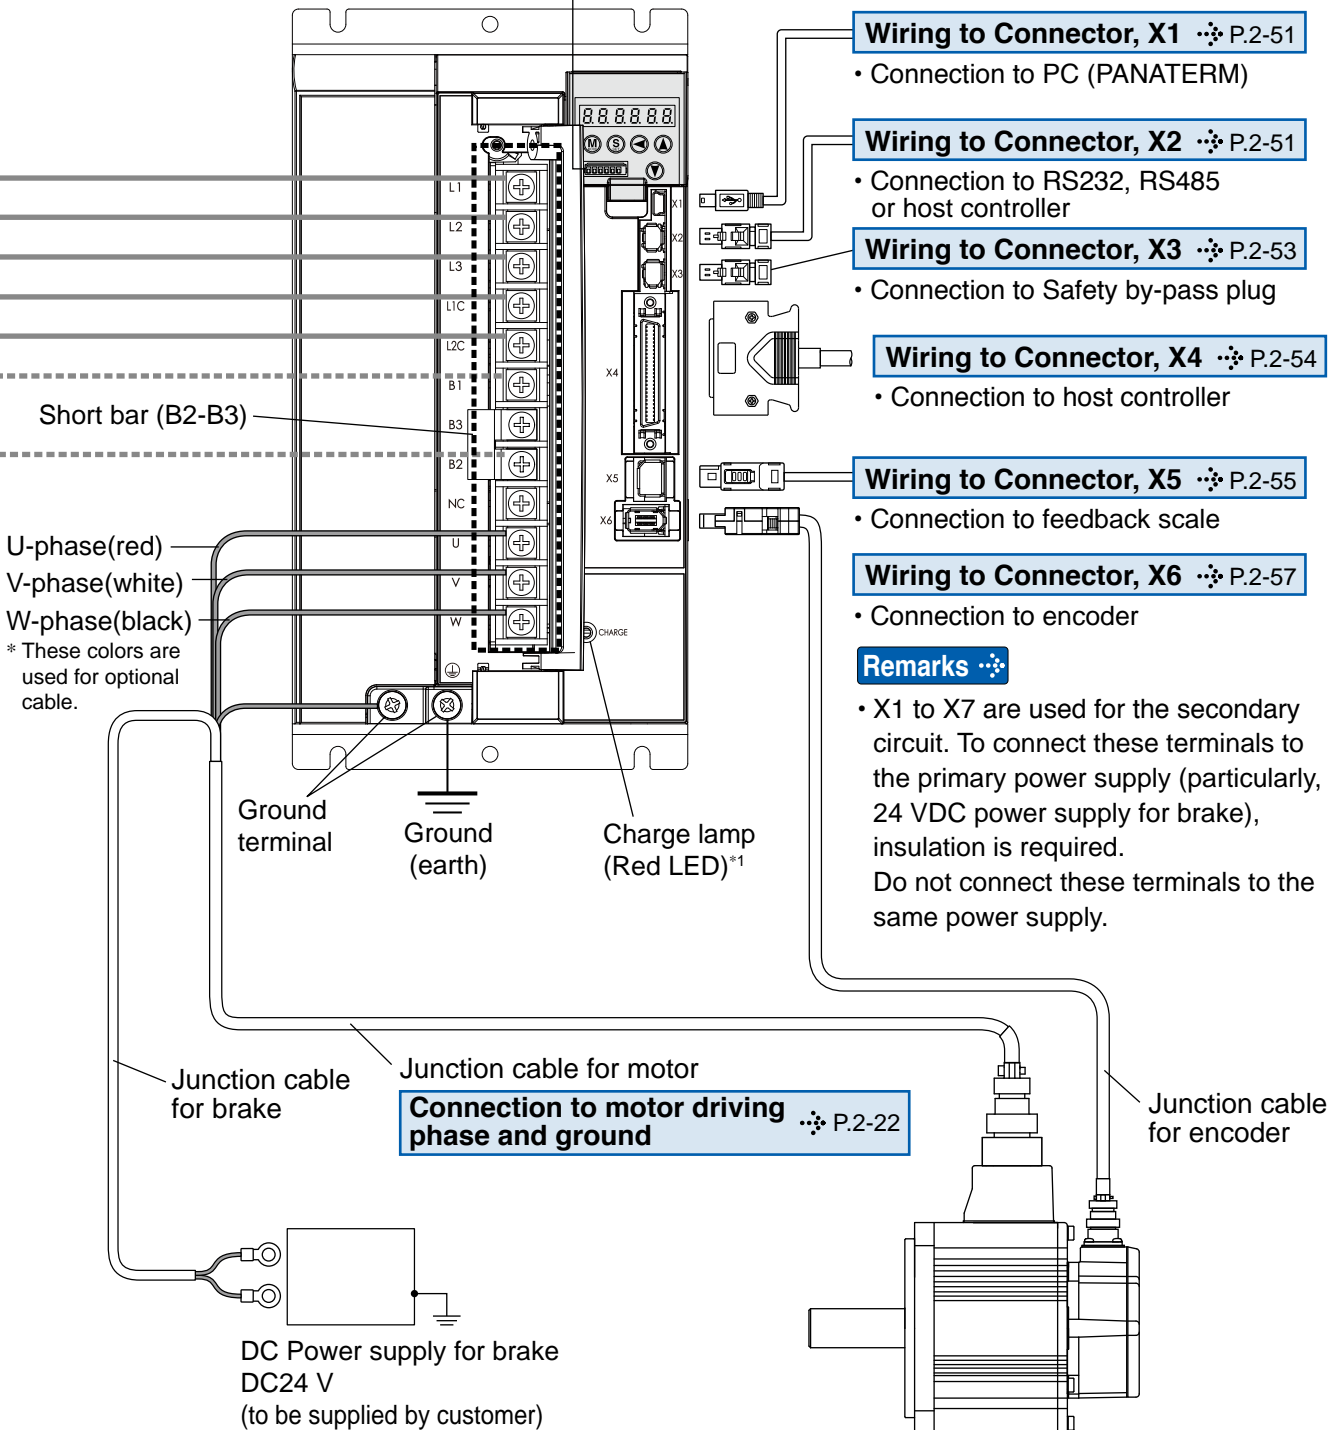 Wiring to Connector, X1 P.2-51
• Connection to PC (PANATERM)
Wiring to Connector, X2 P.2-51
• Connection to RS232, RS485
or host controller
Wiring to Connector, X3 P.2-53
• Connection to Safety by-pass plug
Wiring to Connector, X4 P.2-54
• Connection to host controller
Wiring to Connector, X5 P.2-55
• Connection to feedback scale
Wiring to Connector, X6 P.2-57
• Connection to encoder
Remarks
• X1 to X7 are used for the secondary
circuit. To connect these terminals to
the primary power supply (particularly,
24 VDC power supply for brake),
insulation is required.
Do not connect these terminals to the
same power supply.
8.8.8.8.8.8.
M S
L1
L2
L3
L1C
L2C
B1
B3
B2
NC
U
V
W
X1
X2
X3
X4
X5
X6
CHARGE
Short bar (B2-B3)
U-phase(red)
V-phase(white)
W-phase(black)
* These colors are
used for optional
cable.
Ground
terminal
Ground
(earth)
Charge lamp
(Red LED)*1
Junction cable
for brake
Junction cable for motor
Connection to motor driving
phase and ground P.2-22
Junction cable
for encoder
DC Power supply for brake
DC24 V
(to be supplied by customer)